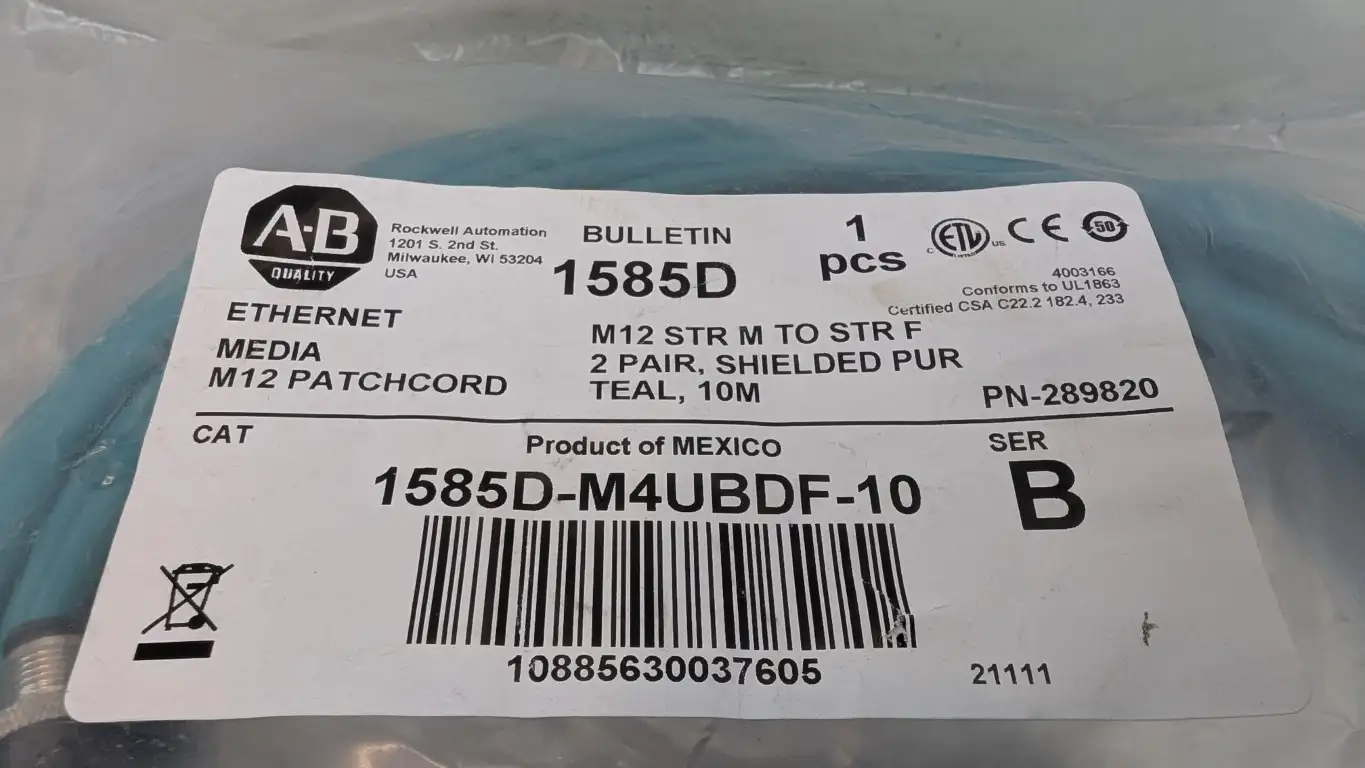 A-B
QUALITY
Rockwell Automation
1201 S. 2nd St.
Milwaukee, WI 53204
USA
BULLETIN
1585D
1
pcs
c ETL us
CE
50
4003166
Conforms to UL1863
Certified CSA C22.2 182.4, 233
ETHERNET
MEDIA
M12 PATCHCORD
M12 STR M TO STR F
2 PAIR, SHIELDED PUR
TEAL, 10M
PN-289820
CAT
Product of MEXICO
SER
1585D-M4UBDF-10
B
10885630037605
21111